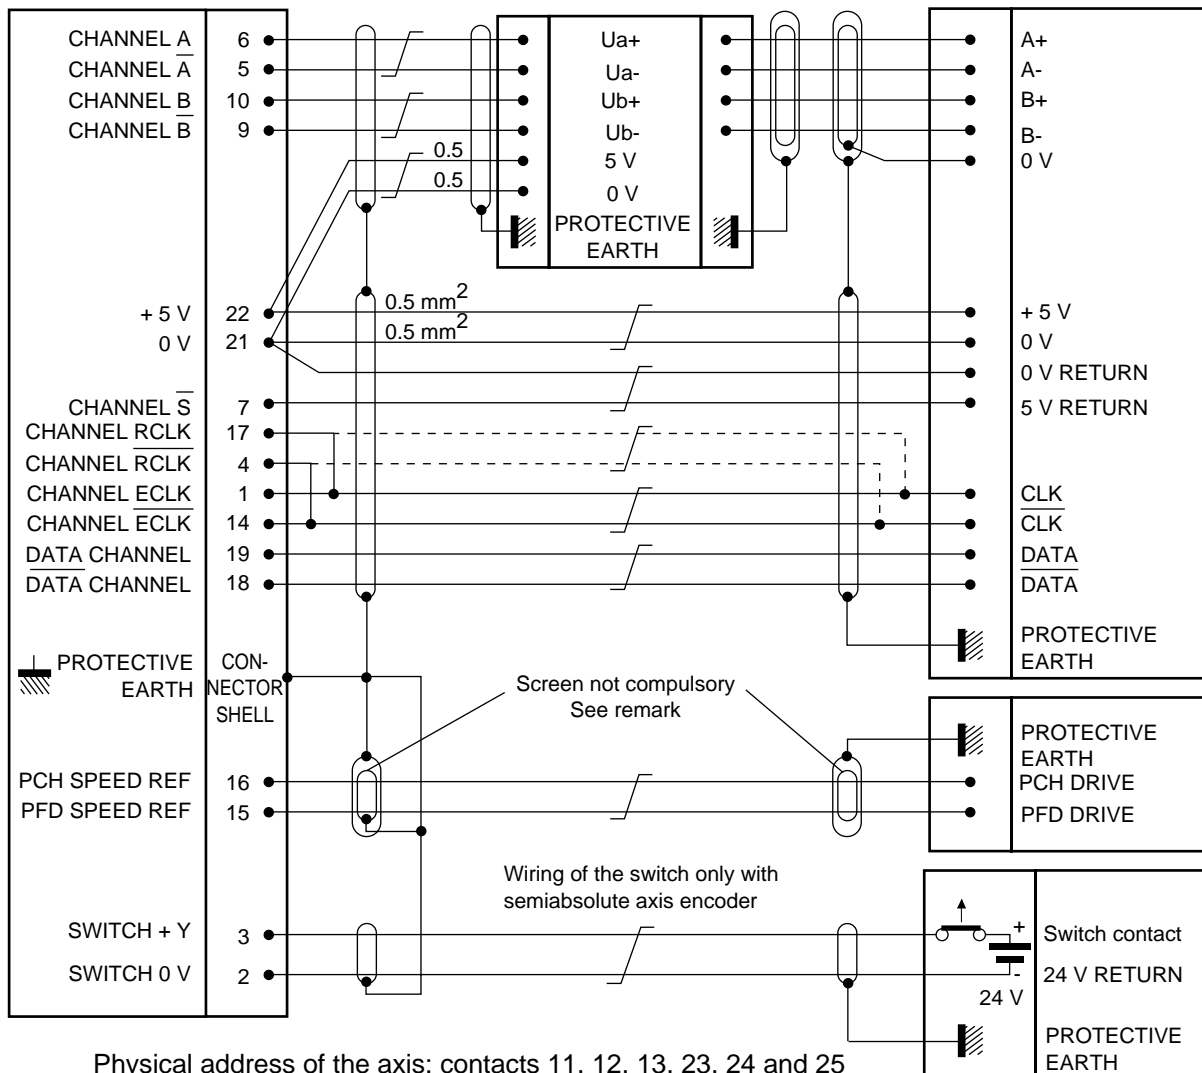 CHANNEL A 6 Ua+ A+
CHANNEL A̅ 5 Ua- A-
CHANNEL B 10 Ub+ B+
CHANNEL B̅ 9 Ub- B-
0.5 5 V 0 V
0.5 0 V
PROTECTIVE
EARTH
+ 5 V 22 0.5 mm² + 5 V
0 V 21 0.5 mm² 0 V
0 V RETURN
CHANNEL S̅ 7 5 V RETURN
CHANNEL RCLK 17
CHANNEL R̅C̅L̅K̅ 4
CHANNEL ECLK 1 CLK
CHANNEL E̅C̅L̅K̅ 14 C̅L̅K̅
DATA CHANNEL 19 DATA
D̅A̅T̅A̅ CHANNEL 18 D̅A̅T̅A̅
PROTECTIVE
EARTH
CON-
NECTOR
SHELL
PROTECTIVE
EARTH
Screen not compulsory
See remark
PROTECTIVE
EARTH
PCH SPEED REF 16 PCH DRIVE
PFD SPEED REF 15 PFD DRIVE
Wiring of the switch only with
semiabsolute axis encoder
SWITCH + Y 3 + Switch contact
SWITCH 0 V 2 - 24 V RETURN
24 V
PROTECTIVE
EARTH
Physical address of the axis: contacts 11, 12, 13, 23, 24 and 25